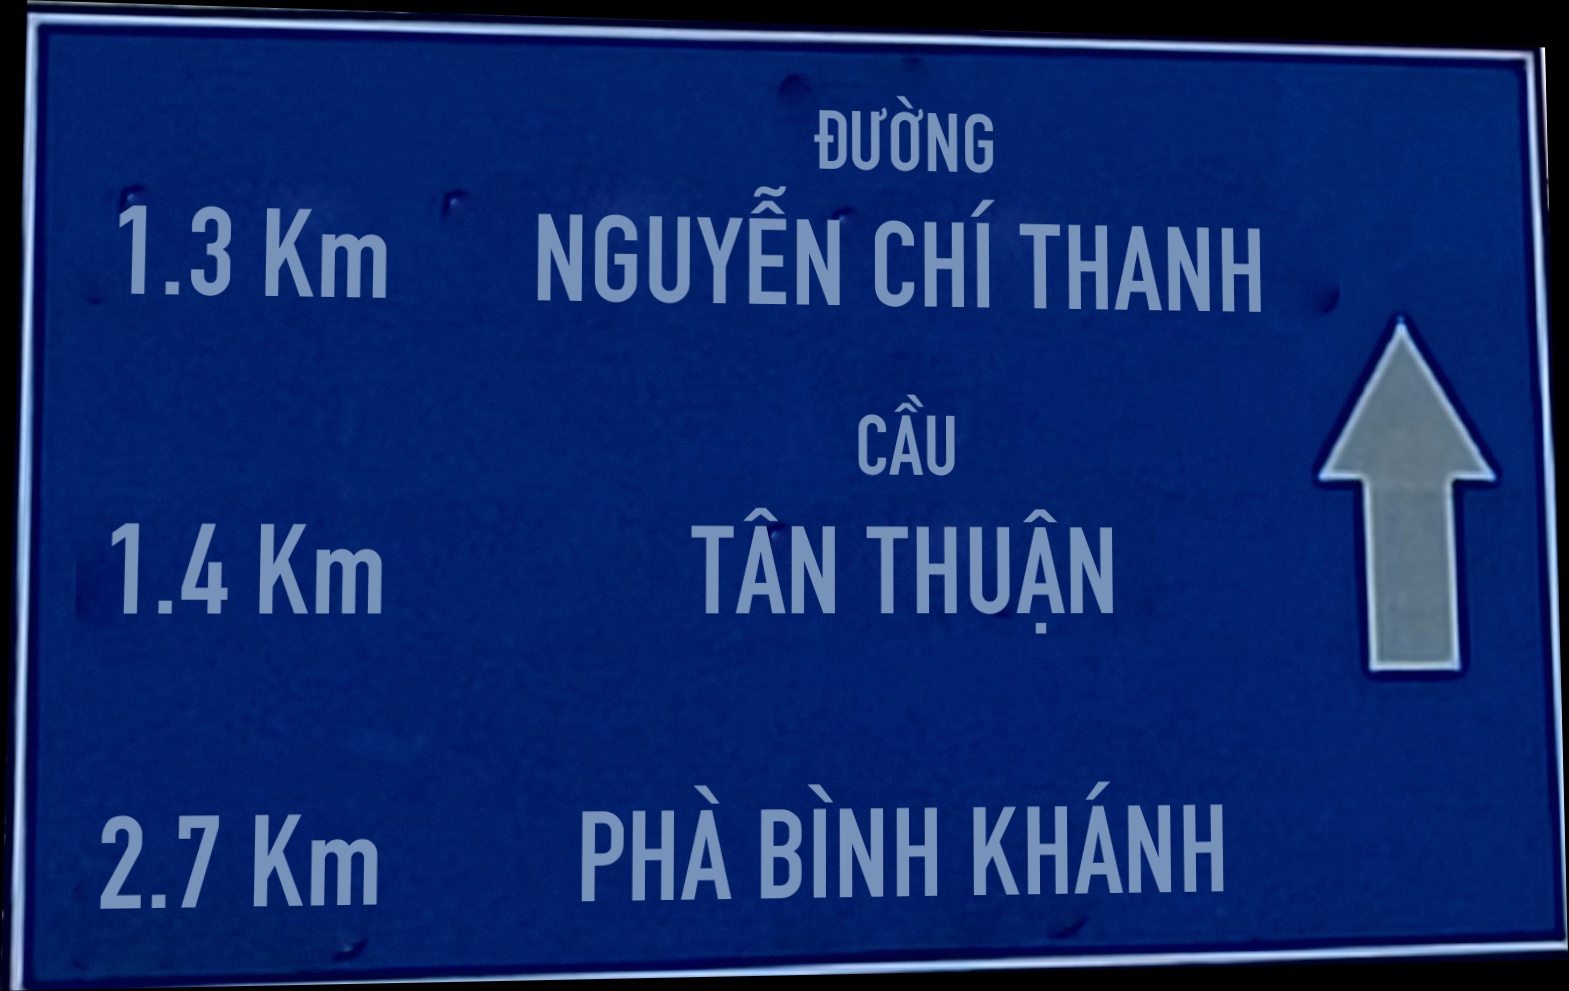 ĐƯỜNG
1.3 Km NGUYỄN CHÍ THANH
CẦU
1.4 Km TÂN THUẬN
2.7 Km PHÀ BÌNH KHÁNH